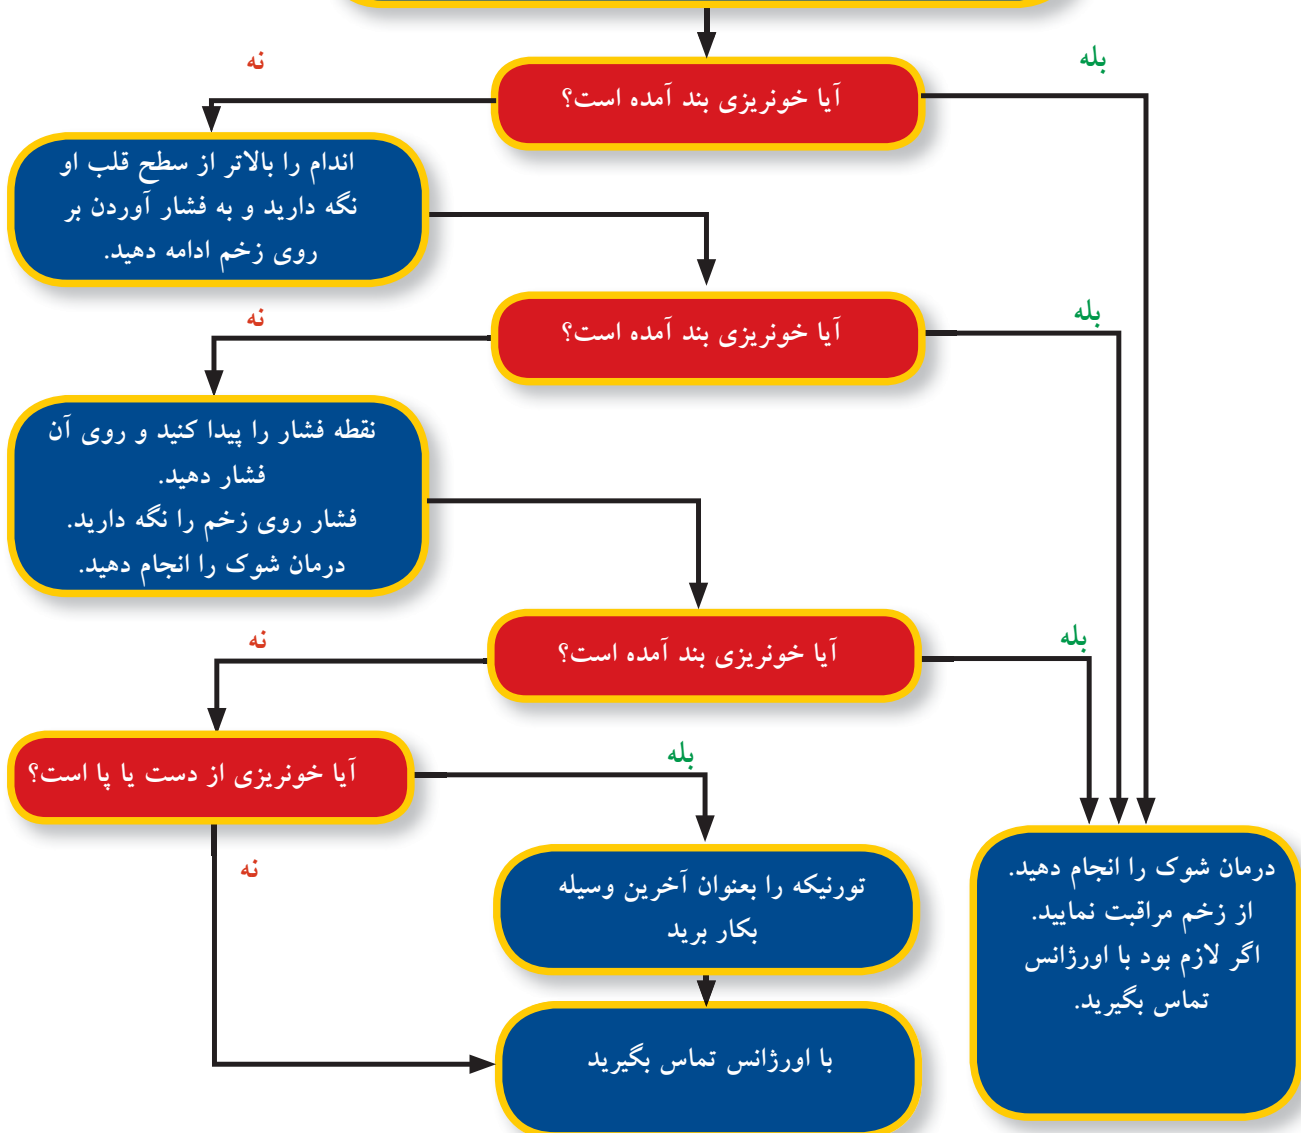 بله
نه
آیا خونریزی بند آمده است؟
اندام را بالاتر از سطح قلب او
نگه دارید و به فشار آوردن بر
روی زخم ادامه دهید.
بله
نه
آیا خونریزی بند آمده است؟
نقطه فشار را پیدا کنید و روی آن
فشار دهید.
فشار روی زخم را نگه دارید.
درمان شوک را انجام دهید.
بله
نه
آیا خونریزی بند آمده است؟
آیا خونریزی از دست یا پا است؟
بله
نه
درمان شوک را انجام دهید.
از زخم مراقبت نمایید.
اگر لازم بود با اورژانس
تماس بگیرید.
تورنیکه را بعنوان آخرین وسیله
بکار برید
با اورژانس تماس بگیرید